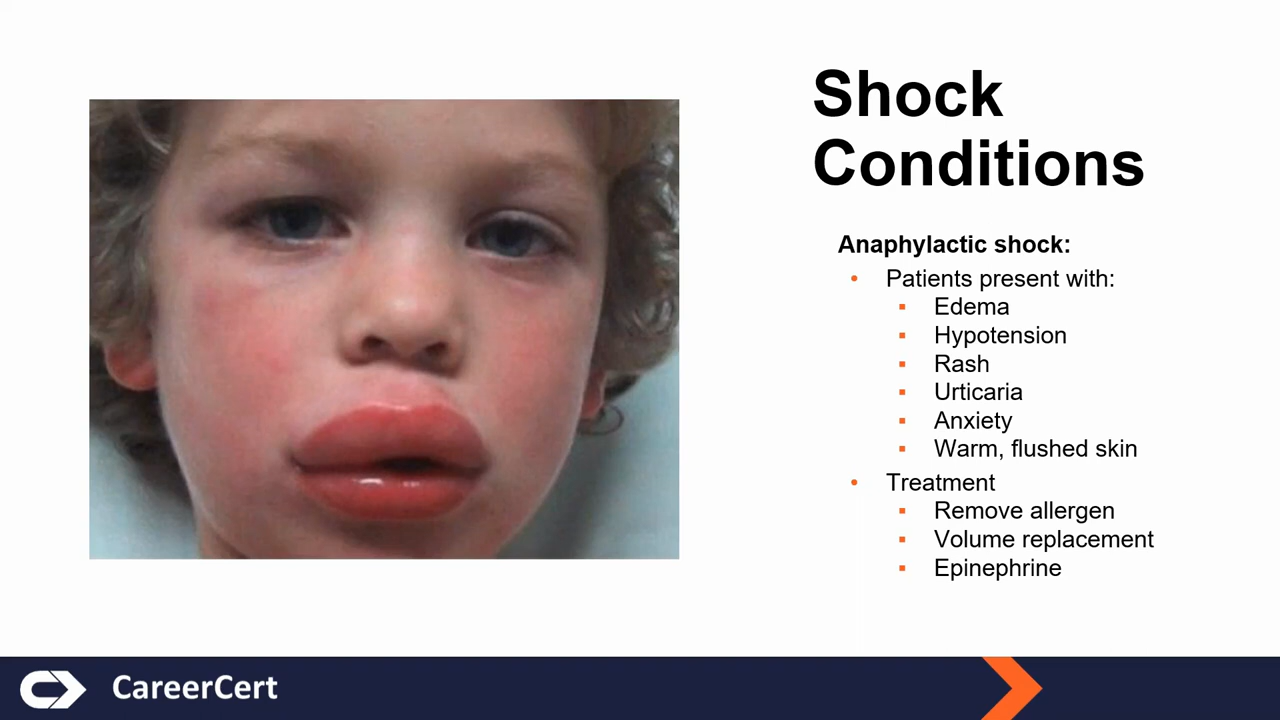 Shock
Conditions
Anaphylactic shock:
• Patients present with:
▪ Edema
▪ Hypotension
▪ Rash
▪ Urticaria
▪ Anxiety
▪ Warm, flushed skin
• Treatment
▪ Remove allergen
▪ Volume replacement
▪ Epinephrine
CareerCert